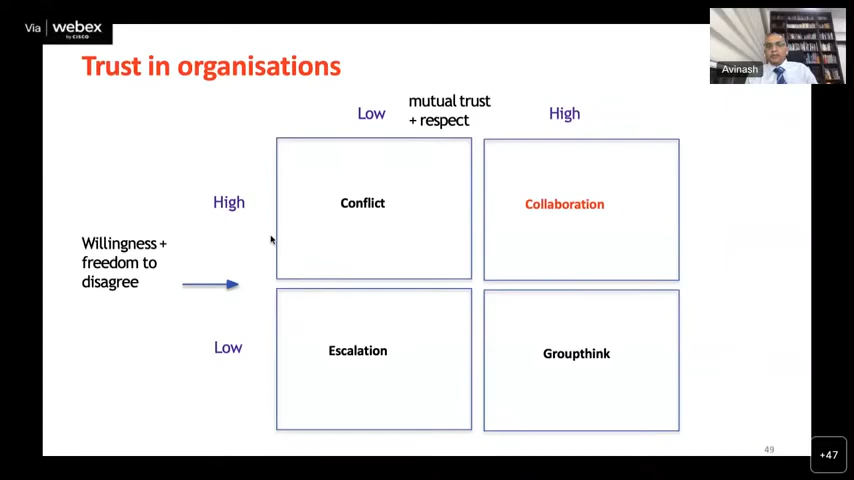 Via webex
by CISCO
Avinash
Trust in organisations
Low
mutual trust
+ respect
High
High
Conflict
Collaboration
Willingness +
freedom to
disagree
Low
Escalation
Groupthink
49
+47